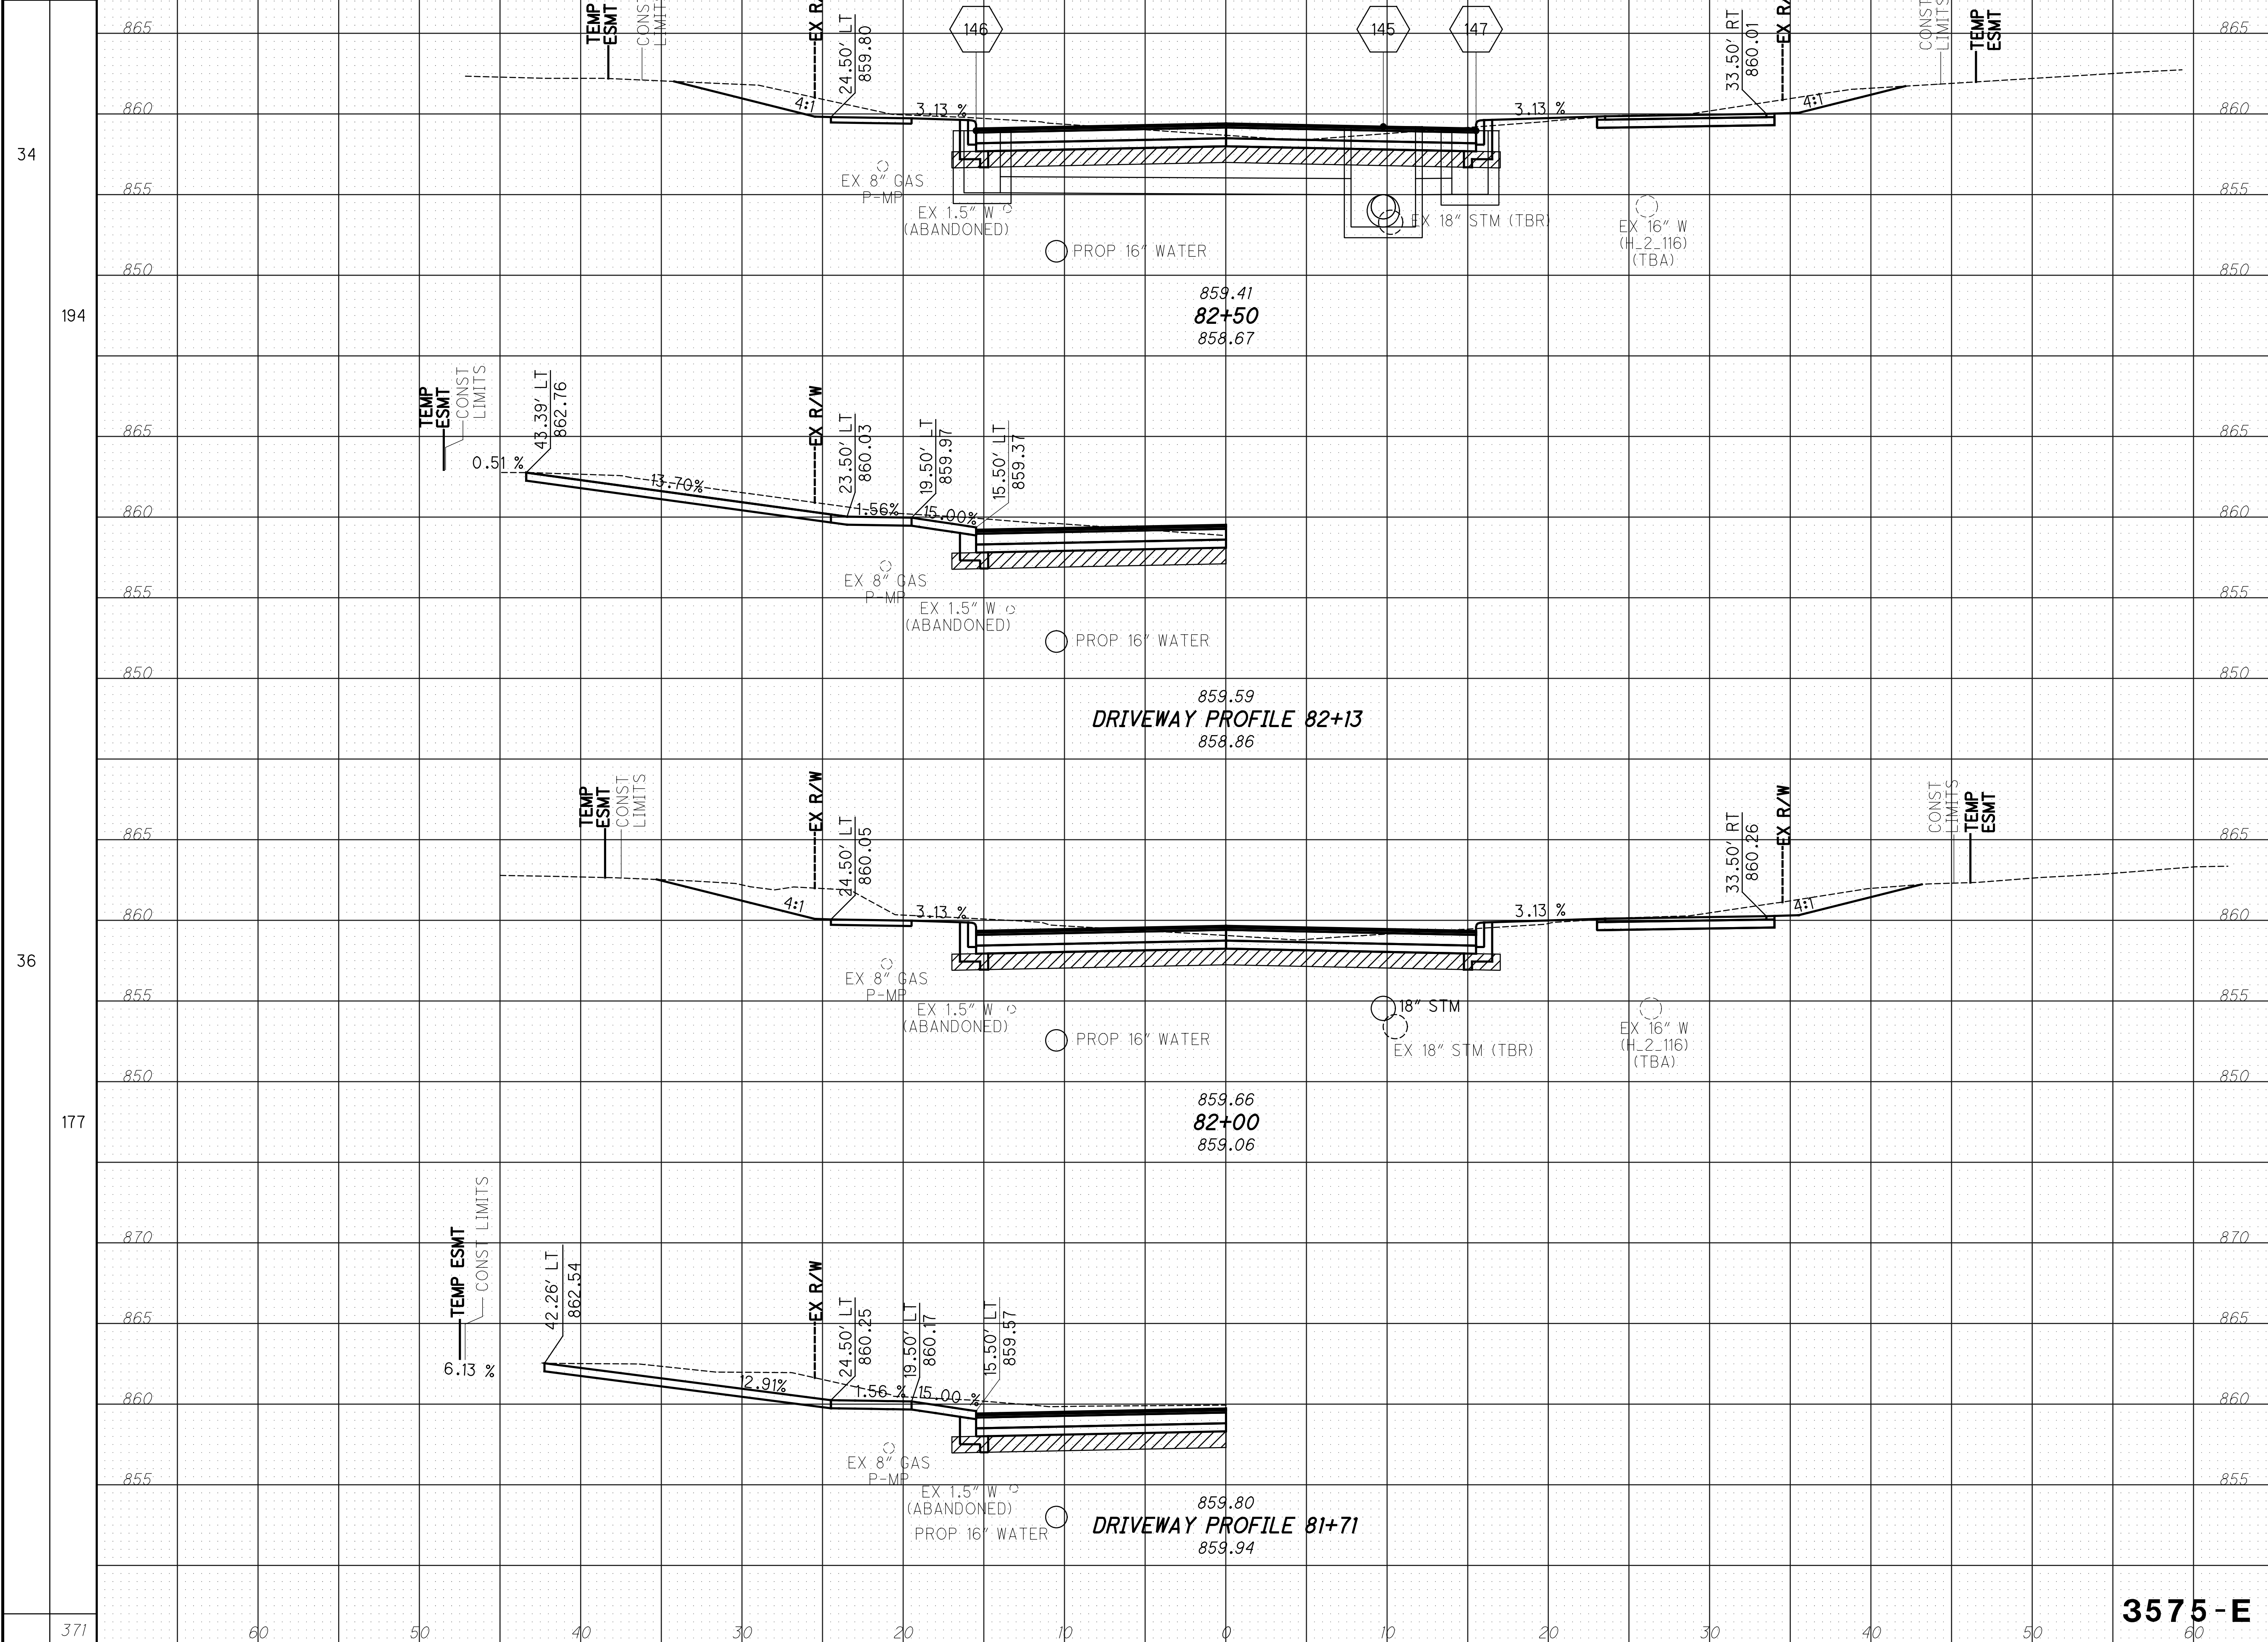 TEMP
ESMT
CONST
LIMITS
EX R/W
24.50' LT
859.80
146
145
147
33.50' RT
860.01
EX R/W
CONST
LIMITS
TEMP
ESMT
865
865
860
4:1
3.13 %
3.13 %
4:1
860
34
EX 8" GAS
P-MP
855
855
EX 1.5" W
(ABANDONED)
EX 18" STM (TBR)
EX 16" W
(H_2_116)
(TBA)
PROP 16" WATER
850
850
859.41
194
82+50
858.67
TEMP
ESMT
CONST
LIMITS
43.39' LT
862.76
EX R/W
23.50' LT
860.03
19.50' LT
859.97
15.50' LT
859.37
865
865
0.51 %
13.70%
1.56%
15.00%
860
860
EX 8" GAS
P-MP
855
855
EX 1.5" W
(ABANDONED)
PROP 16" WATER
850
850
859.59
DRIVEWAY PROFILE 82+13
858.86
TEMP
ESMT
CONST
LIMITS
EX R/W
24.50' LT
860.05
33.50' RT
860.26
EX R/W
CONST
LIMITS
TEMP
ESMT
865
865
4:1
3.13 %
3.13 %
4:1
860
860
36
EX 8" GAS
P-MP
855
855
EX 1.5" W
(ABANDONED)
18" STM
EX 16" W
(H_2_116)
(TBA)
PROP 16" WATER
EX 18" STM (TBR)
850
850
859.66
177
82+00
859.06
870
870
TEMP ESMT
CONST LIMITS
42.26' LT
862.54
EX R/W
24.50' LT
860.25
19.50' LT
860.17
15.50' LT
859.57
865
865
6.13 %
12.91%
1.56 %
15.00 %
860
860
EX 8" GAS
P-MP
855
855
EX 1.5" W
(ABANDONED)
PROP 16" WATER
859.80
DRIVEWAY PROFILE 81+71
859.94
3575-E
371
60
50
40
30
20
10
0
10
20
30
40
50
60